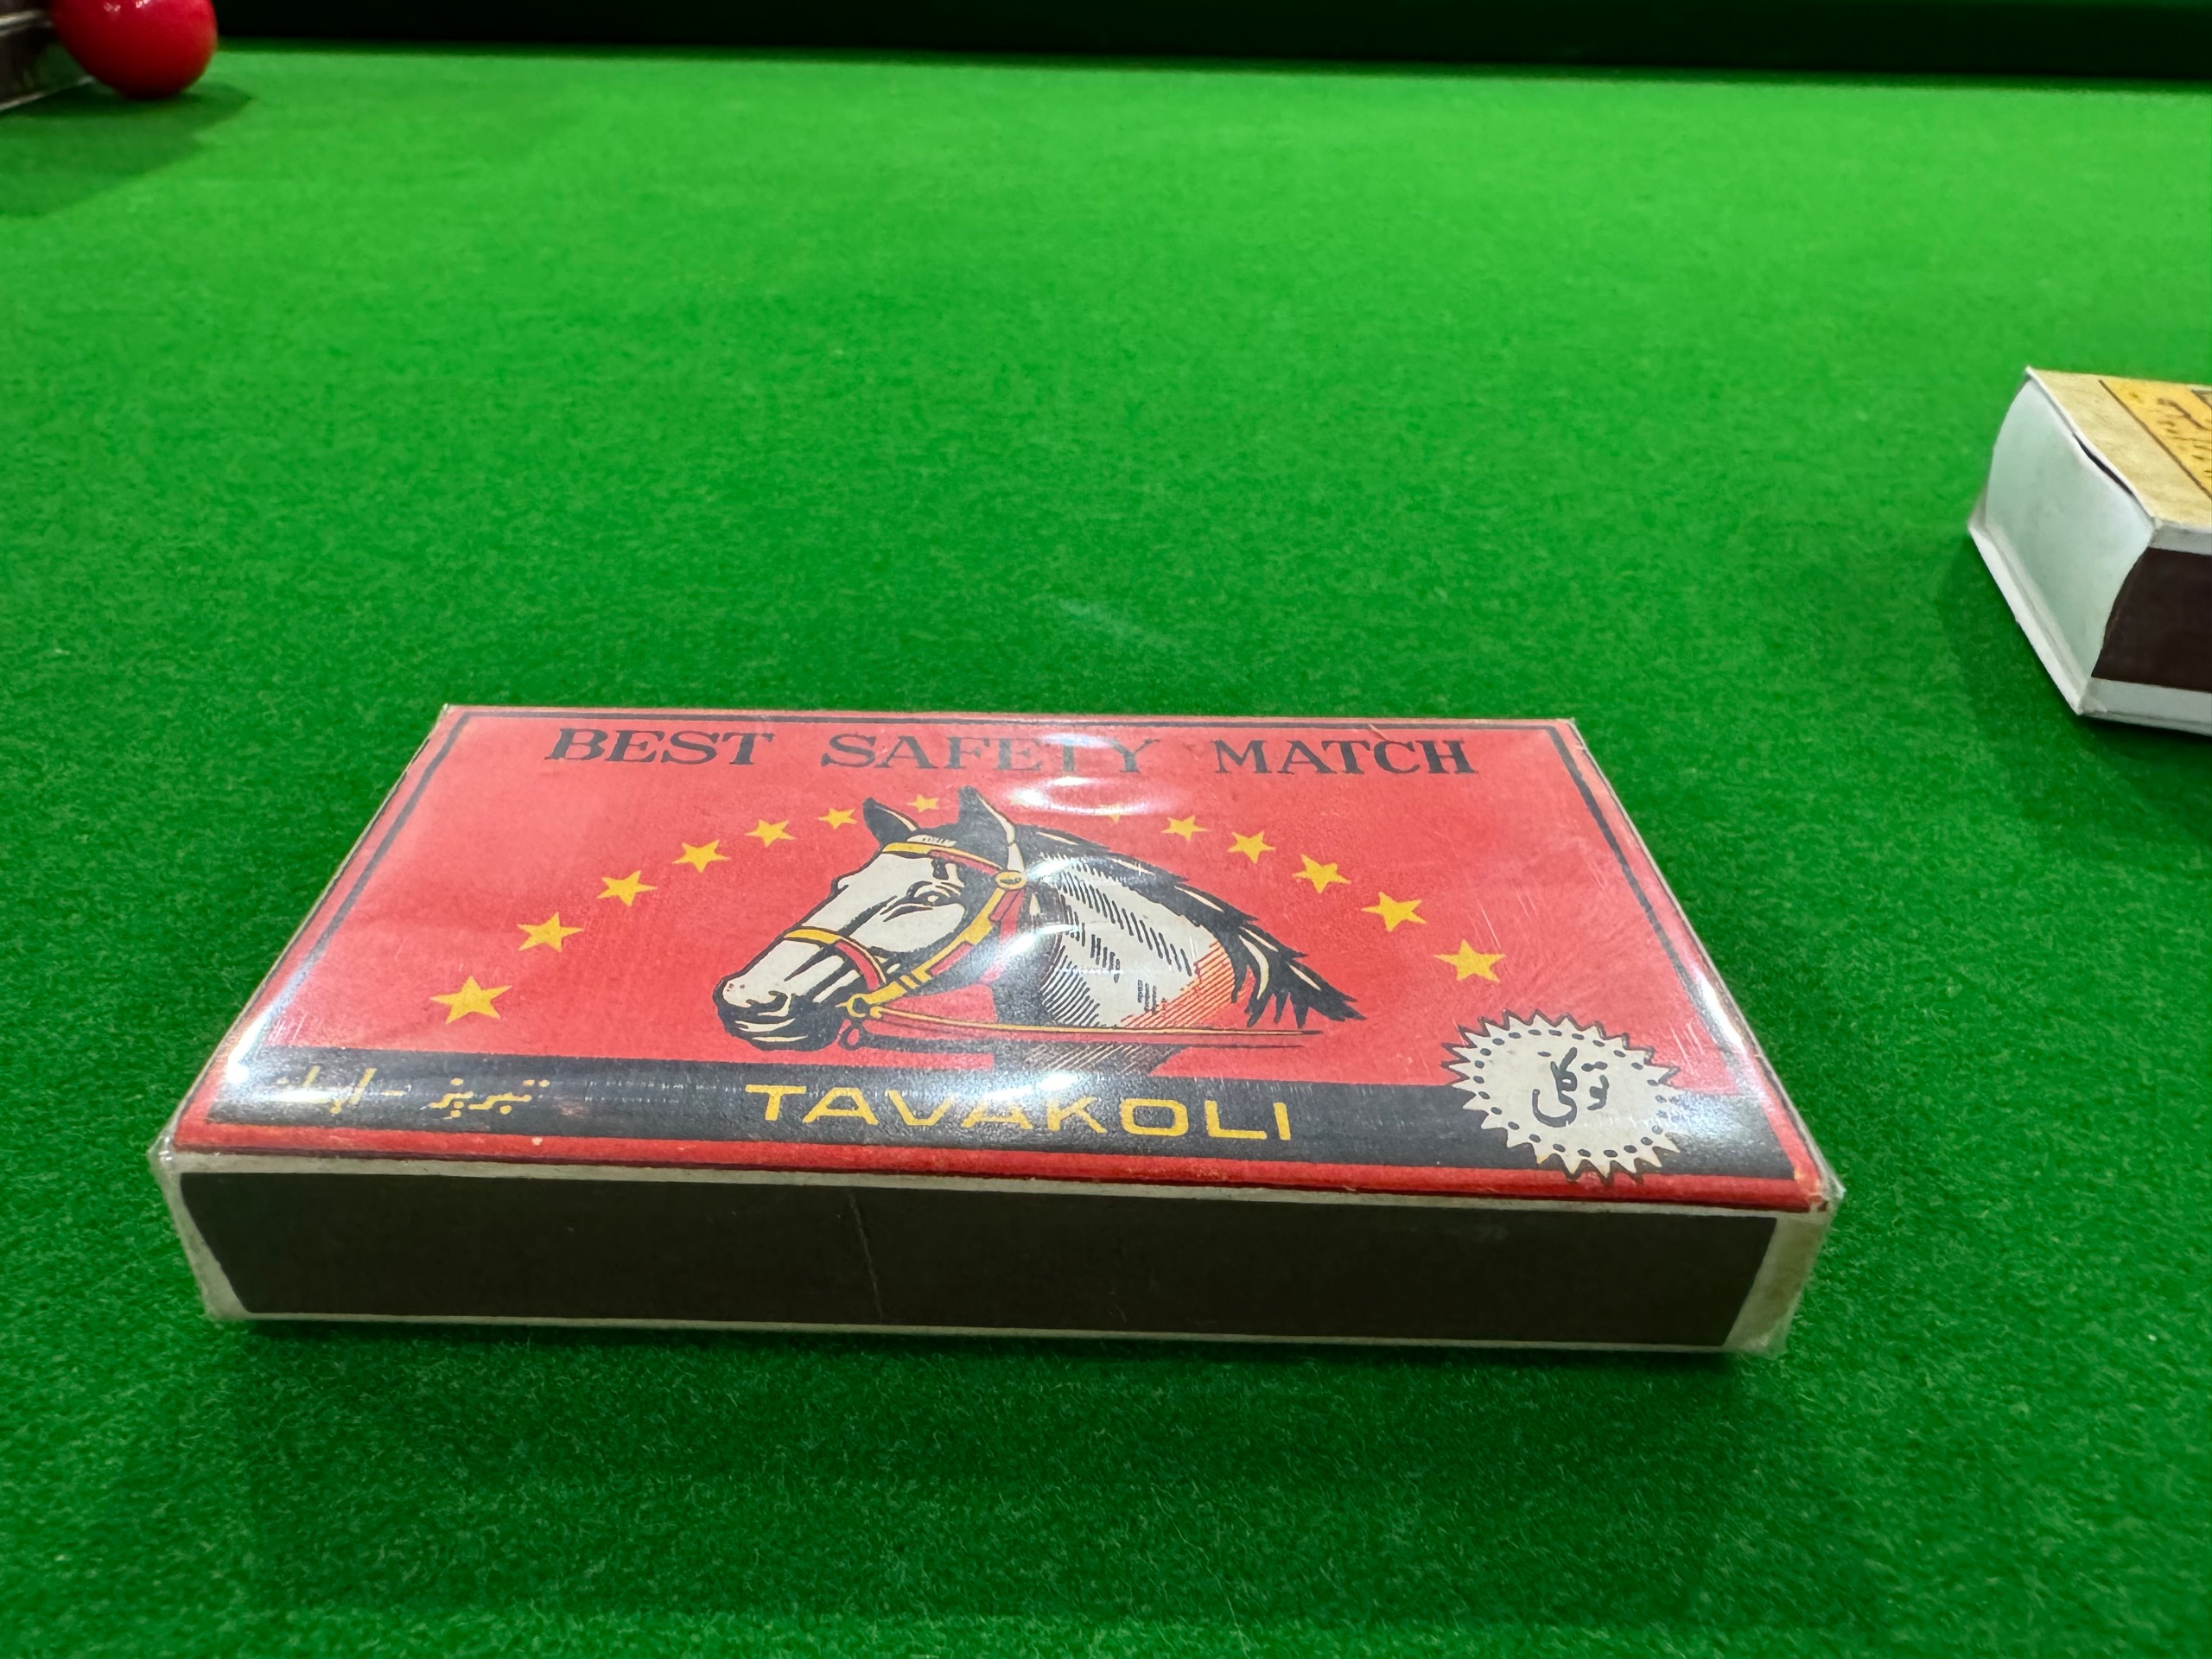 BEST SAFETY MATCH
تبریز - ایران
TAVAKOLI
توکلی